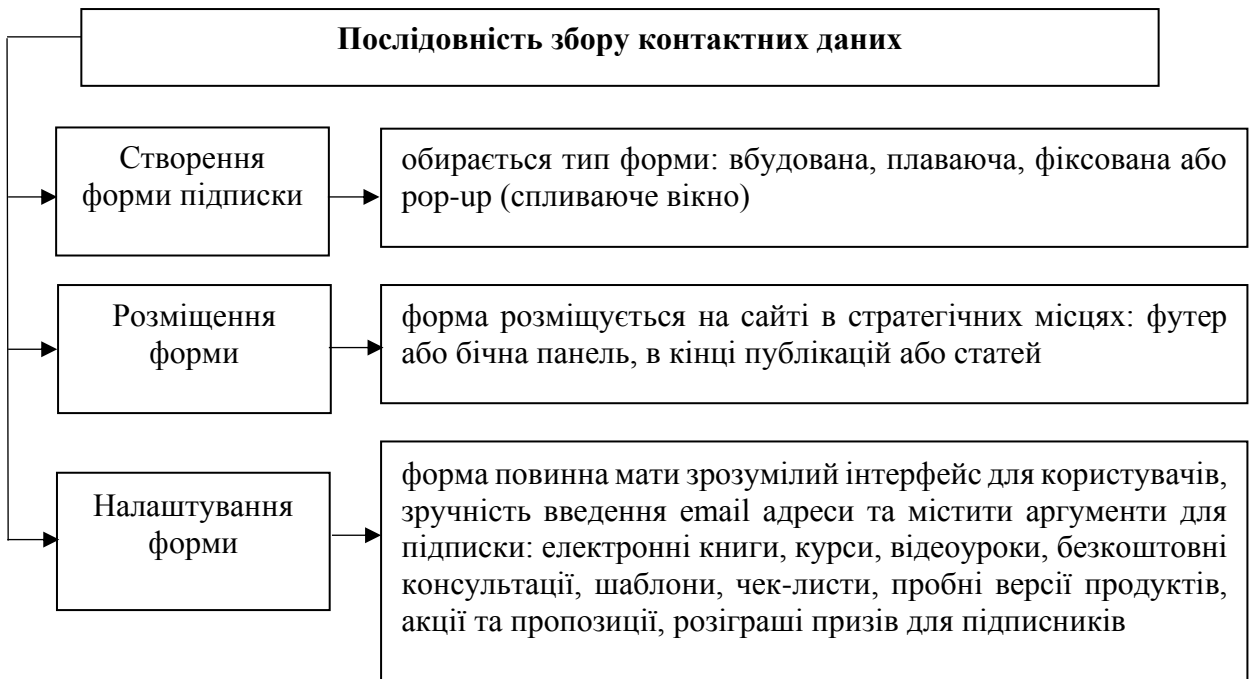 Послідовність збору контактних даних
Створення
форми підписки
обирається тип форми: вбудована, плаваюча, фіксована або
pop-up (спливаюче вікно)
Розміщення
форми
форма розміщується на сайті в стратегічних місцях: футер
або бічна панель, в кінці публікацій або статей
Налаштування
форми
форма повинна мати зрозумілий інтерфейс для користувачів,
зручність введення email адреси та містити аргументи для
підписки: електронні книги, курси, відеоуроки, безкоштовні
консультації, шаблони, чек-листи, пробні версії продуктів,
акції та пропозиції, розіграші призів для підписників